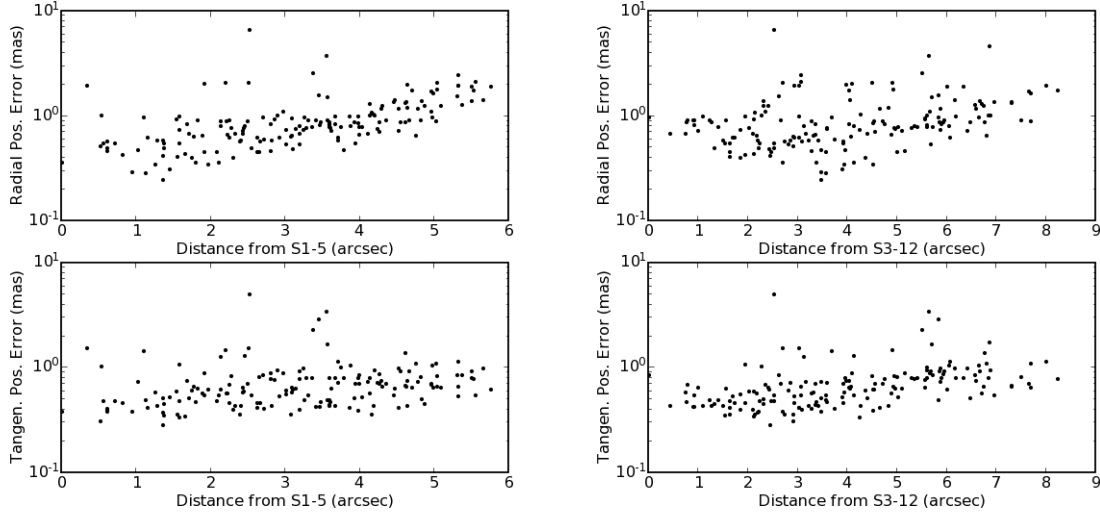 10^1
10^0
10^-1
Radial Pos. Error (mas)
0 1 2 3 4 5 6
Distance from S1-5 (arcsec)
10^1
10^0
10^-1
Radial Pos. Error (mas)
0 1 2 3 4 5 6 7 8 9
Distance from S3-12 (arcsec)
10^1
10^0
10^-1
Tangen. Pos. Error (mas)
0 1 2 3 4 5 6
Distance from S1-5 (arcsec)
10^1
10^0
10^-1
Tangen. Pos. Error (mas)
0 1 2 3 4 5 6 7 8 9
Distance from S3-12 (arcsec)